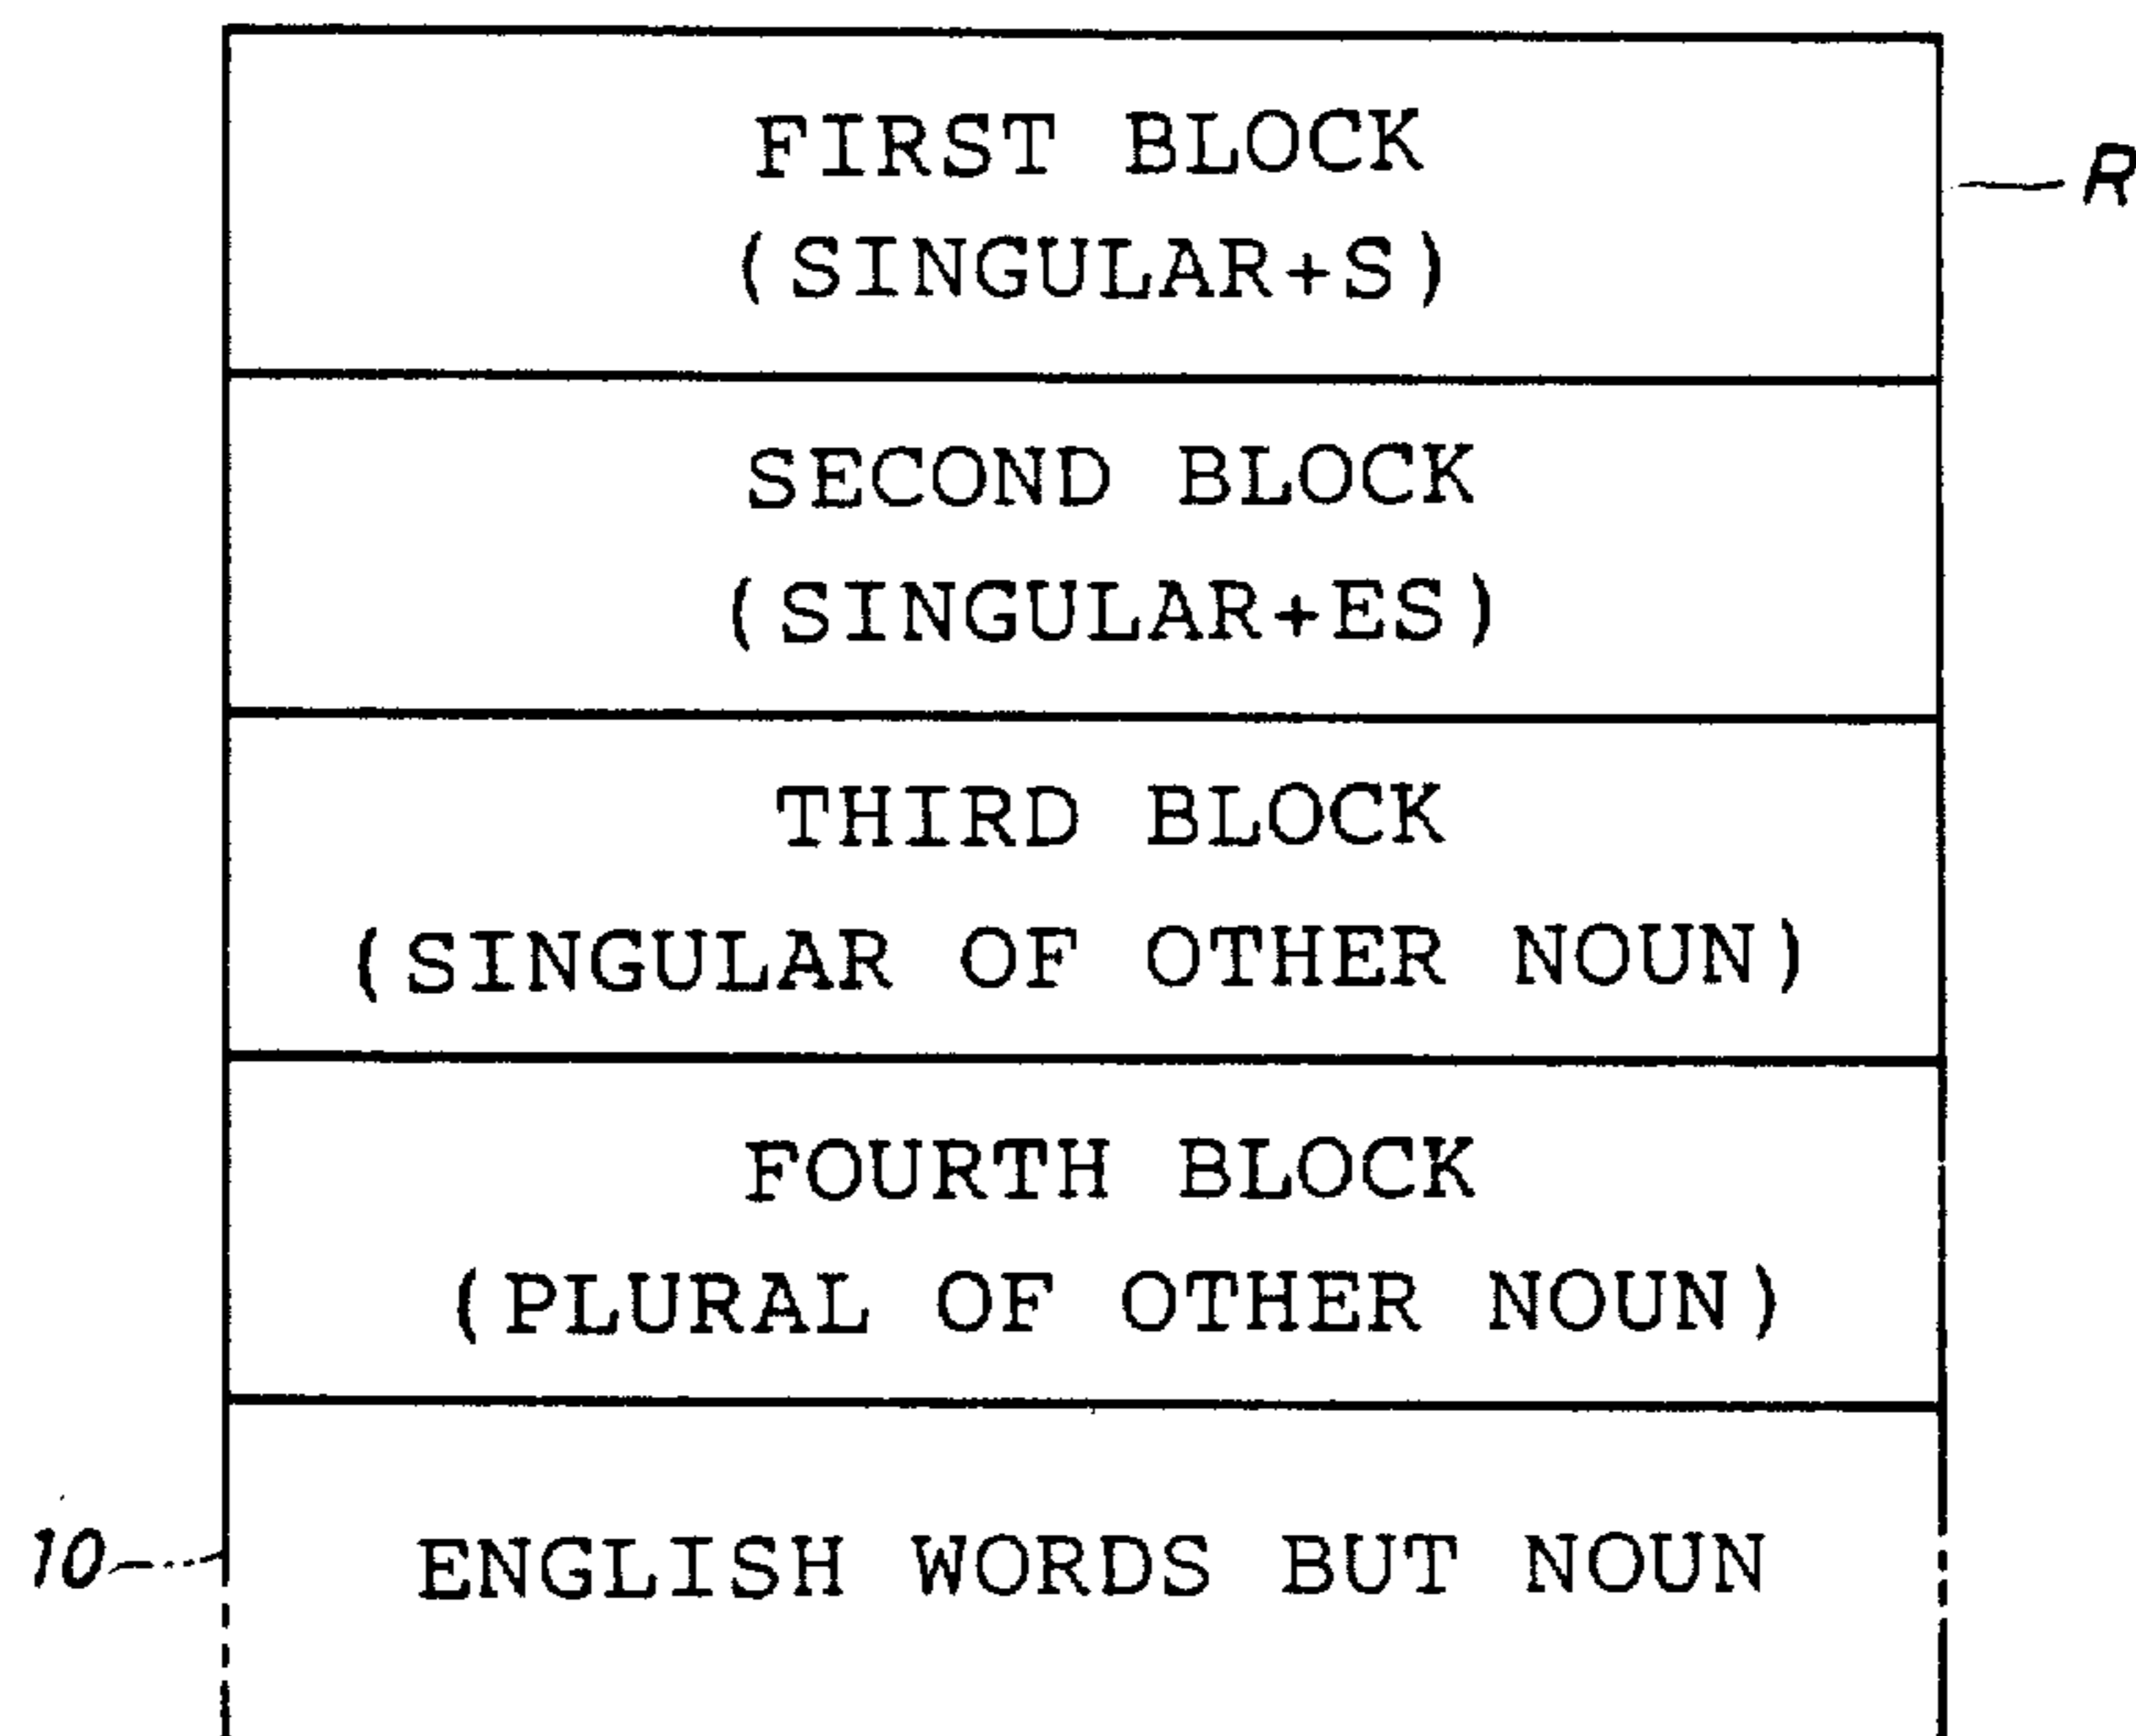 FIRST BLOCK
(SINGULAR+S)
R
SECOND BLOCK
(SINGULAR+ES)
THIRD BLOCK
(SINGULAR OF OTHER NOUN)
FOURTH BLOCK
(PLURAL OF OTHER NOUN)
10
ENGLISH WORDS BUT NOUN